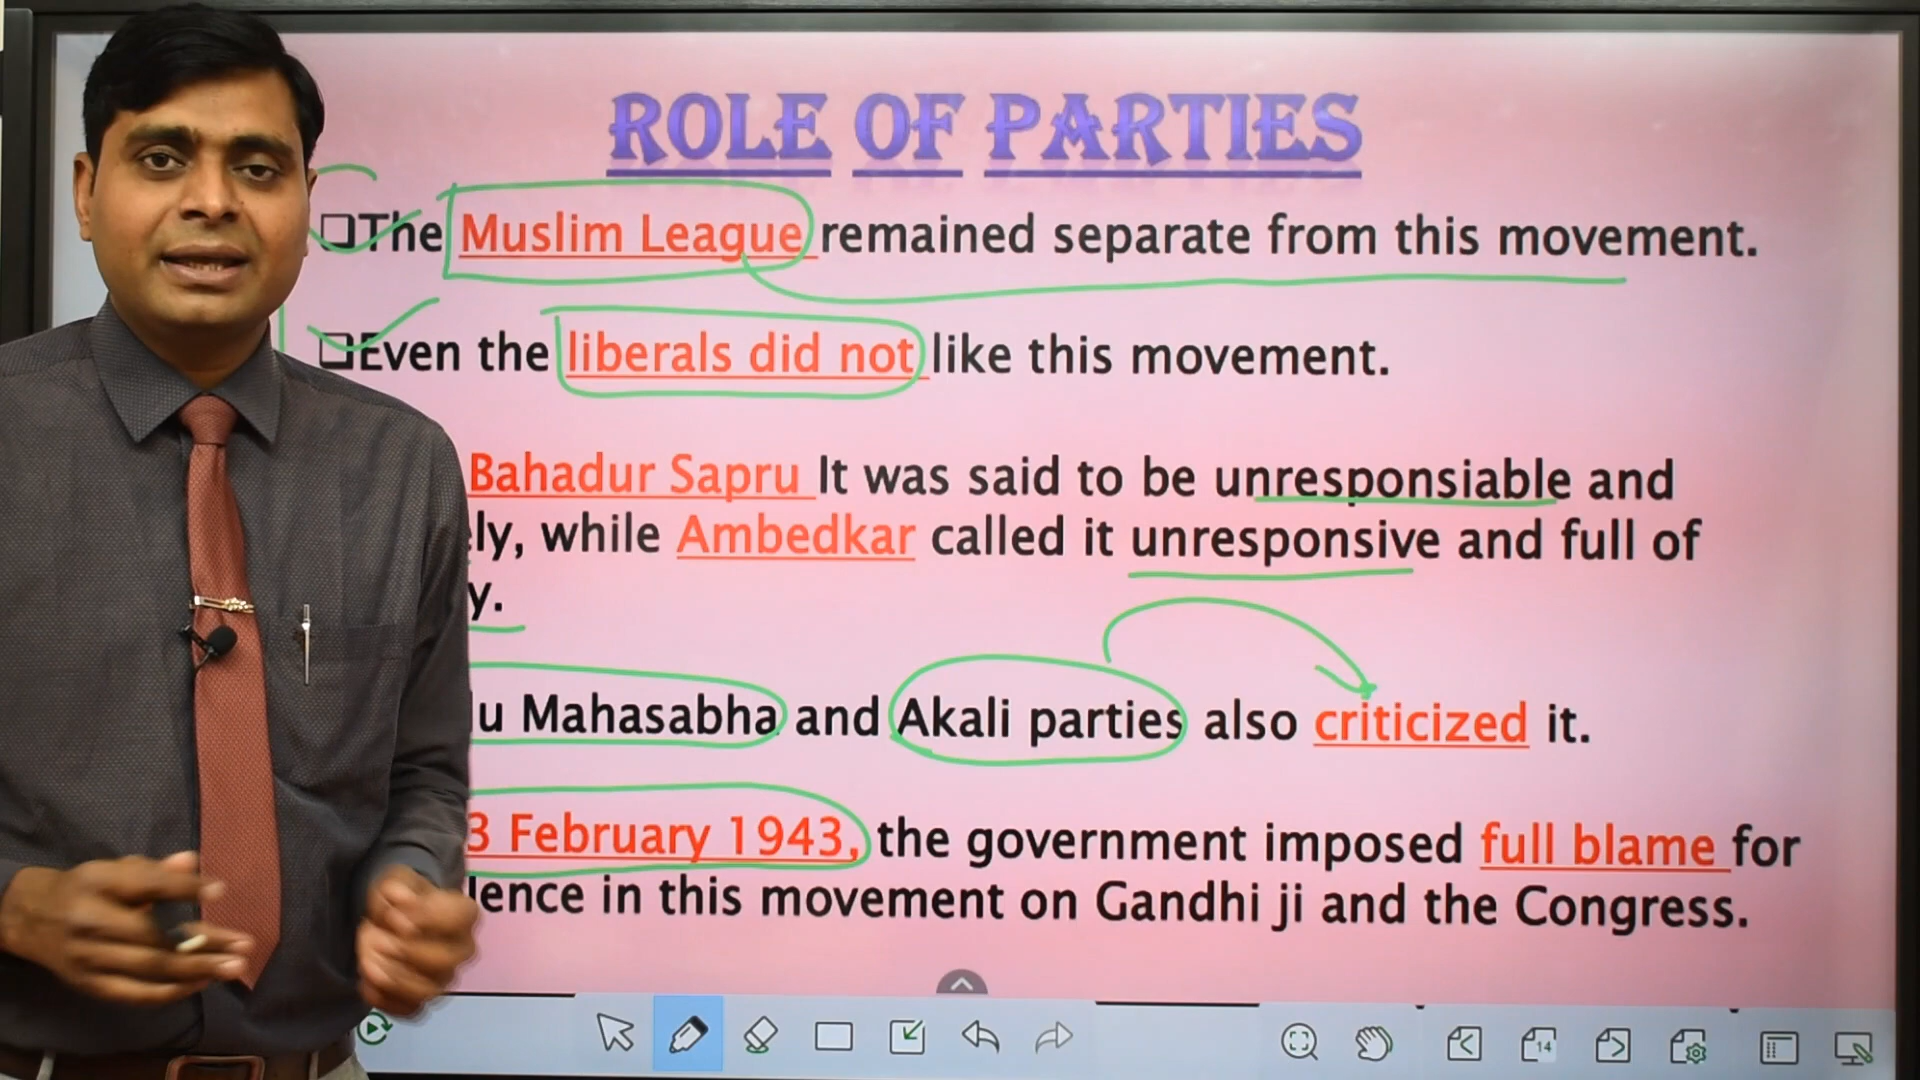 ROLE OF PARTIES
The Muslim League remained separate from this movement.
Even the liberals did not like this movement.
Bahadur Sapru It was said to be unresponsiable and
ly, while Ambedkar called it unresponsive and full of
y.
u Mahasabha and Akali parties also criticized it.
3 February 1943, the government imposed full blame for
lence in this movement on Gandhi ji and the Congress.
14